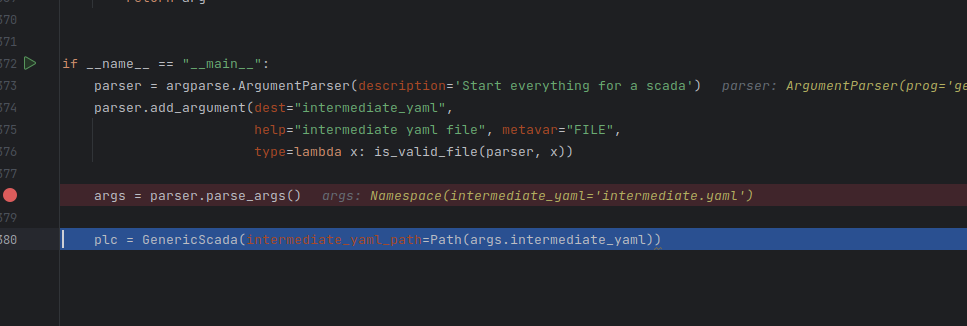 return arg
370
371
372 if __name__ == "__main__":
373 parser = argparse.ArgumentParser(description='Start everything for a scada') parser: ArgumentParser(prog='ge
374 parser.add_argument(dest="intermediate_yaml",
375 help="intermediate yaml file", metavar="FILE",
376 type=lambda x: is_valid_file(parser, x))
377
args = parser.parse_args() args: Namespace(intermediate_yaml='intermediate.yaml')
379
380 plc = GenericScada(intermediate_yaml_path=Path(args.intermediate_yaml))